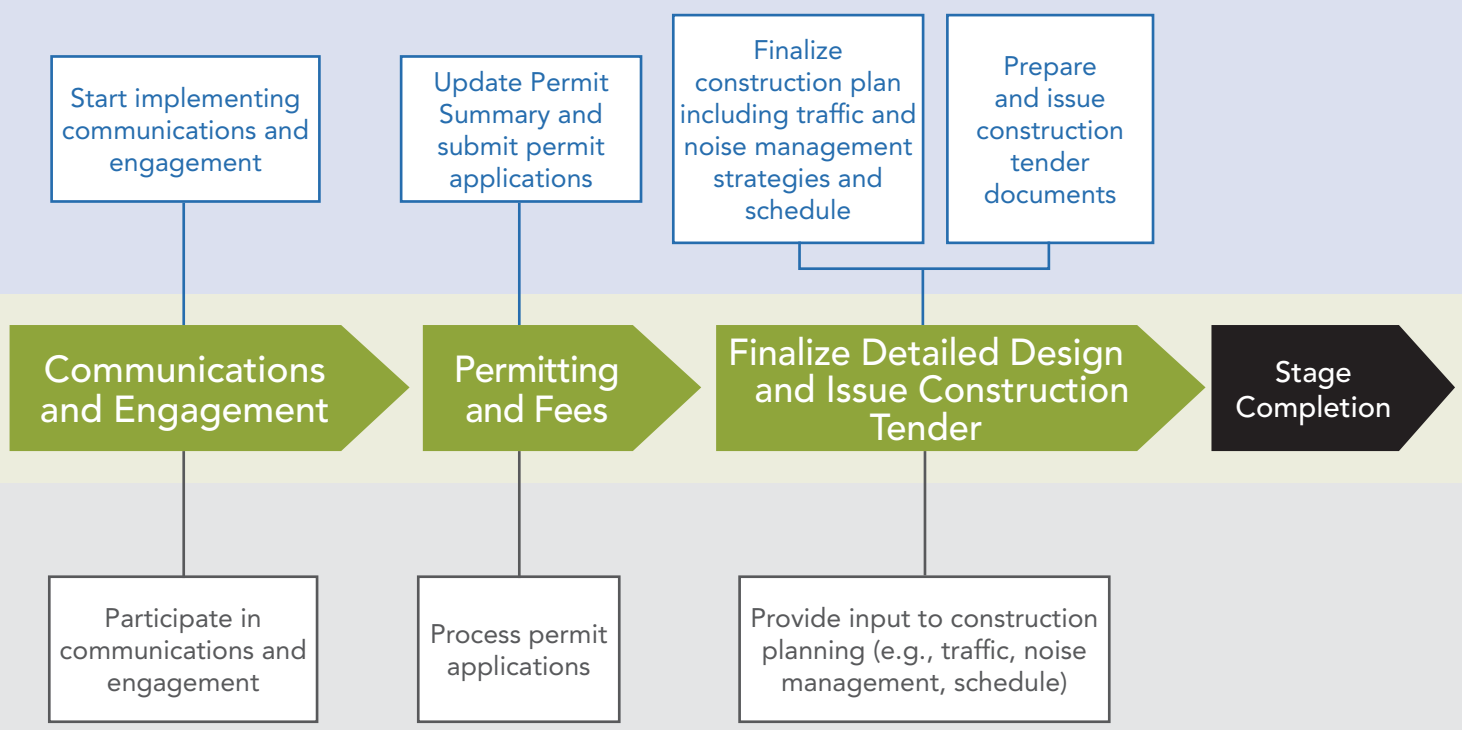 Start implementing
communications and
engagement
Update Permit
Summary and
submit permit
applications
Finalize
construction plan
including traffic and
noise management
strategies and
schedule
Prepare
and issue
construction
tender
documents
Communications
and Engagement
Permitting
and Fees
Finalize Detailed Design
and Issue Construction
Tender
Stage
Completion
Participate in
communications and
engagement
Process permit
applications
Provide input to construction
planning (e.g., traffic, noise
management, schedule)